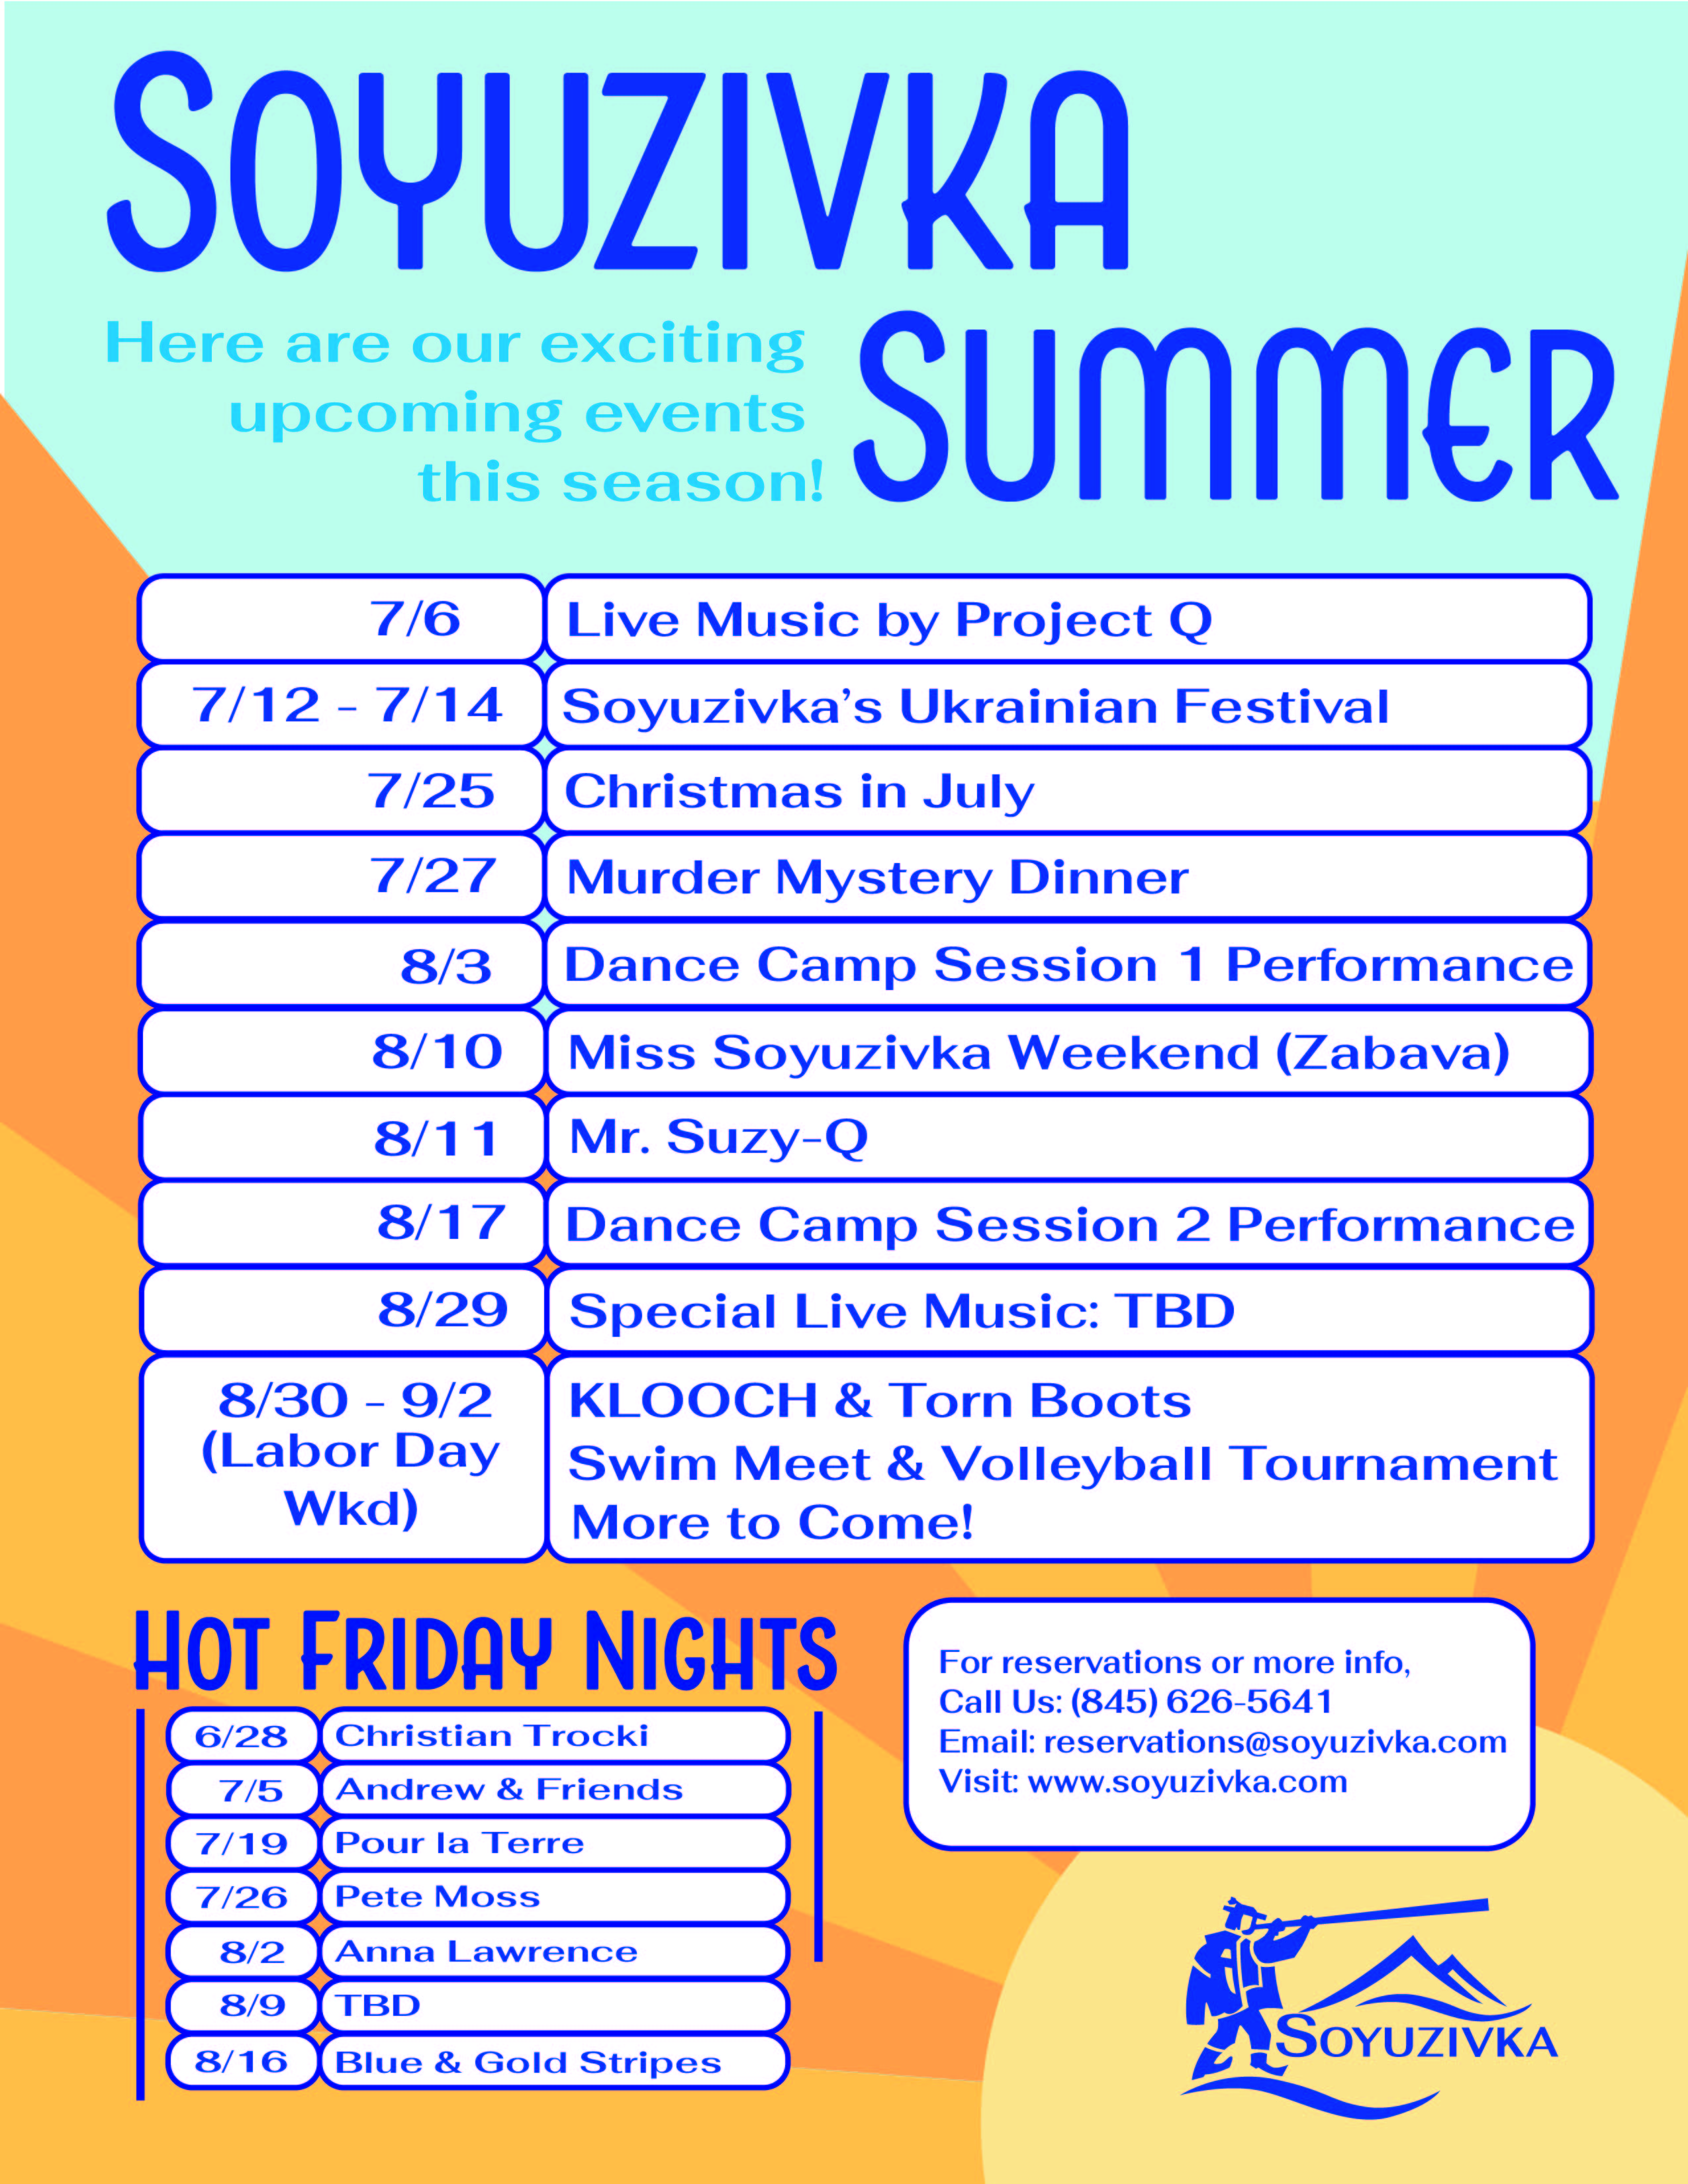 SOYUZIVKA
Here are our exciting
upcoming events
this season!
SUMMER
7/6 Live Music by Project Q
7/12 - 7/14 Soyuzivka’s Ukrainian Festival
7/25 Christmas in July
7/27 Murder Mystery Dinner
8/3 Dance Camp Session 1 Performance
8/10 Miss Soyuzivka Weekend (Zabava)
8/11 Mr. Suzy-Q
8/17 Dance Camp Session 2 Performance
8/29 Special Live Music: TBD
8/30 - 9/2
(Labor Day
Wkd)
KLOOCH & Torn Boots
Swim Meet & Volleyball Tournament
More to Come!
HOT FRIDAY NIGHTS
6/28 Christian Trocki
7/5 Andrew & Friends
7/19 Pour la Terre
7/26 Pete Moss
8/2 Anna Lawrence
8/9 TBD
8/16 Blue & Gold Stripes
For reservations or more info,
Call Us: (845) 626-5641
Email: reservations@soyuzivka.com
Visit: www.soyuzivka.com
SOYUZIVKA